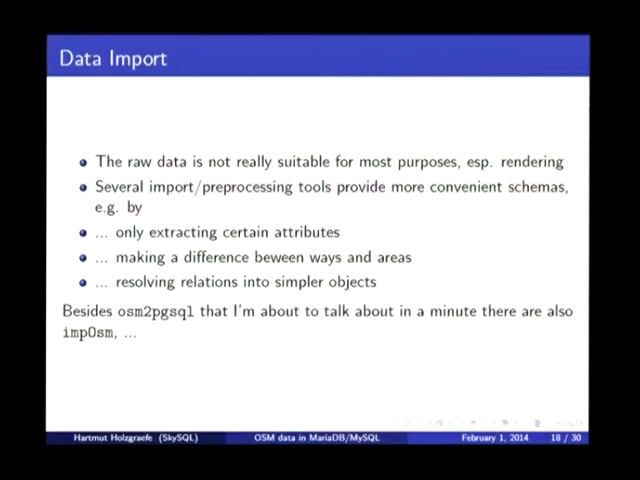 Data Import
The raw data is not really suitable for most purposes, esp. rendering
Several import/preprocessing tools provide more convenient schemas,
e.g. by
... only extracting certain attributes
... making a difference beween ways and areas
... resolving relations into simpler objects
Besides osm2pgsql that I'm about to talk about in a minute there are also
impOsm, ...
Hartmut Holzgraefe (SkySQL) OSM data in MariaDB/MySQL February 1, 2014 18 / 30